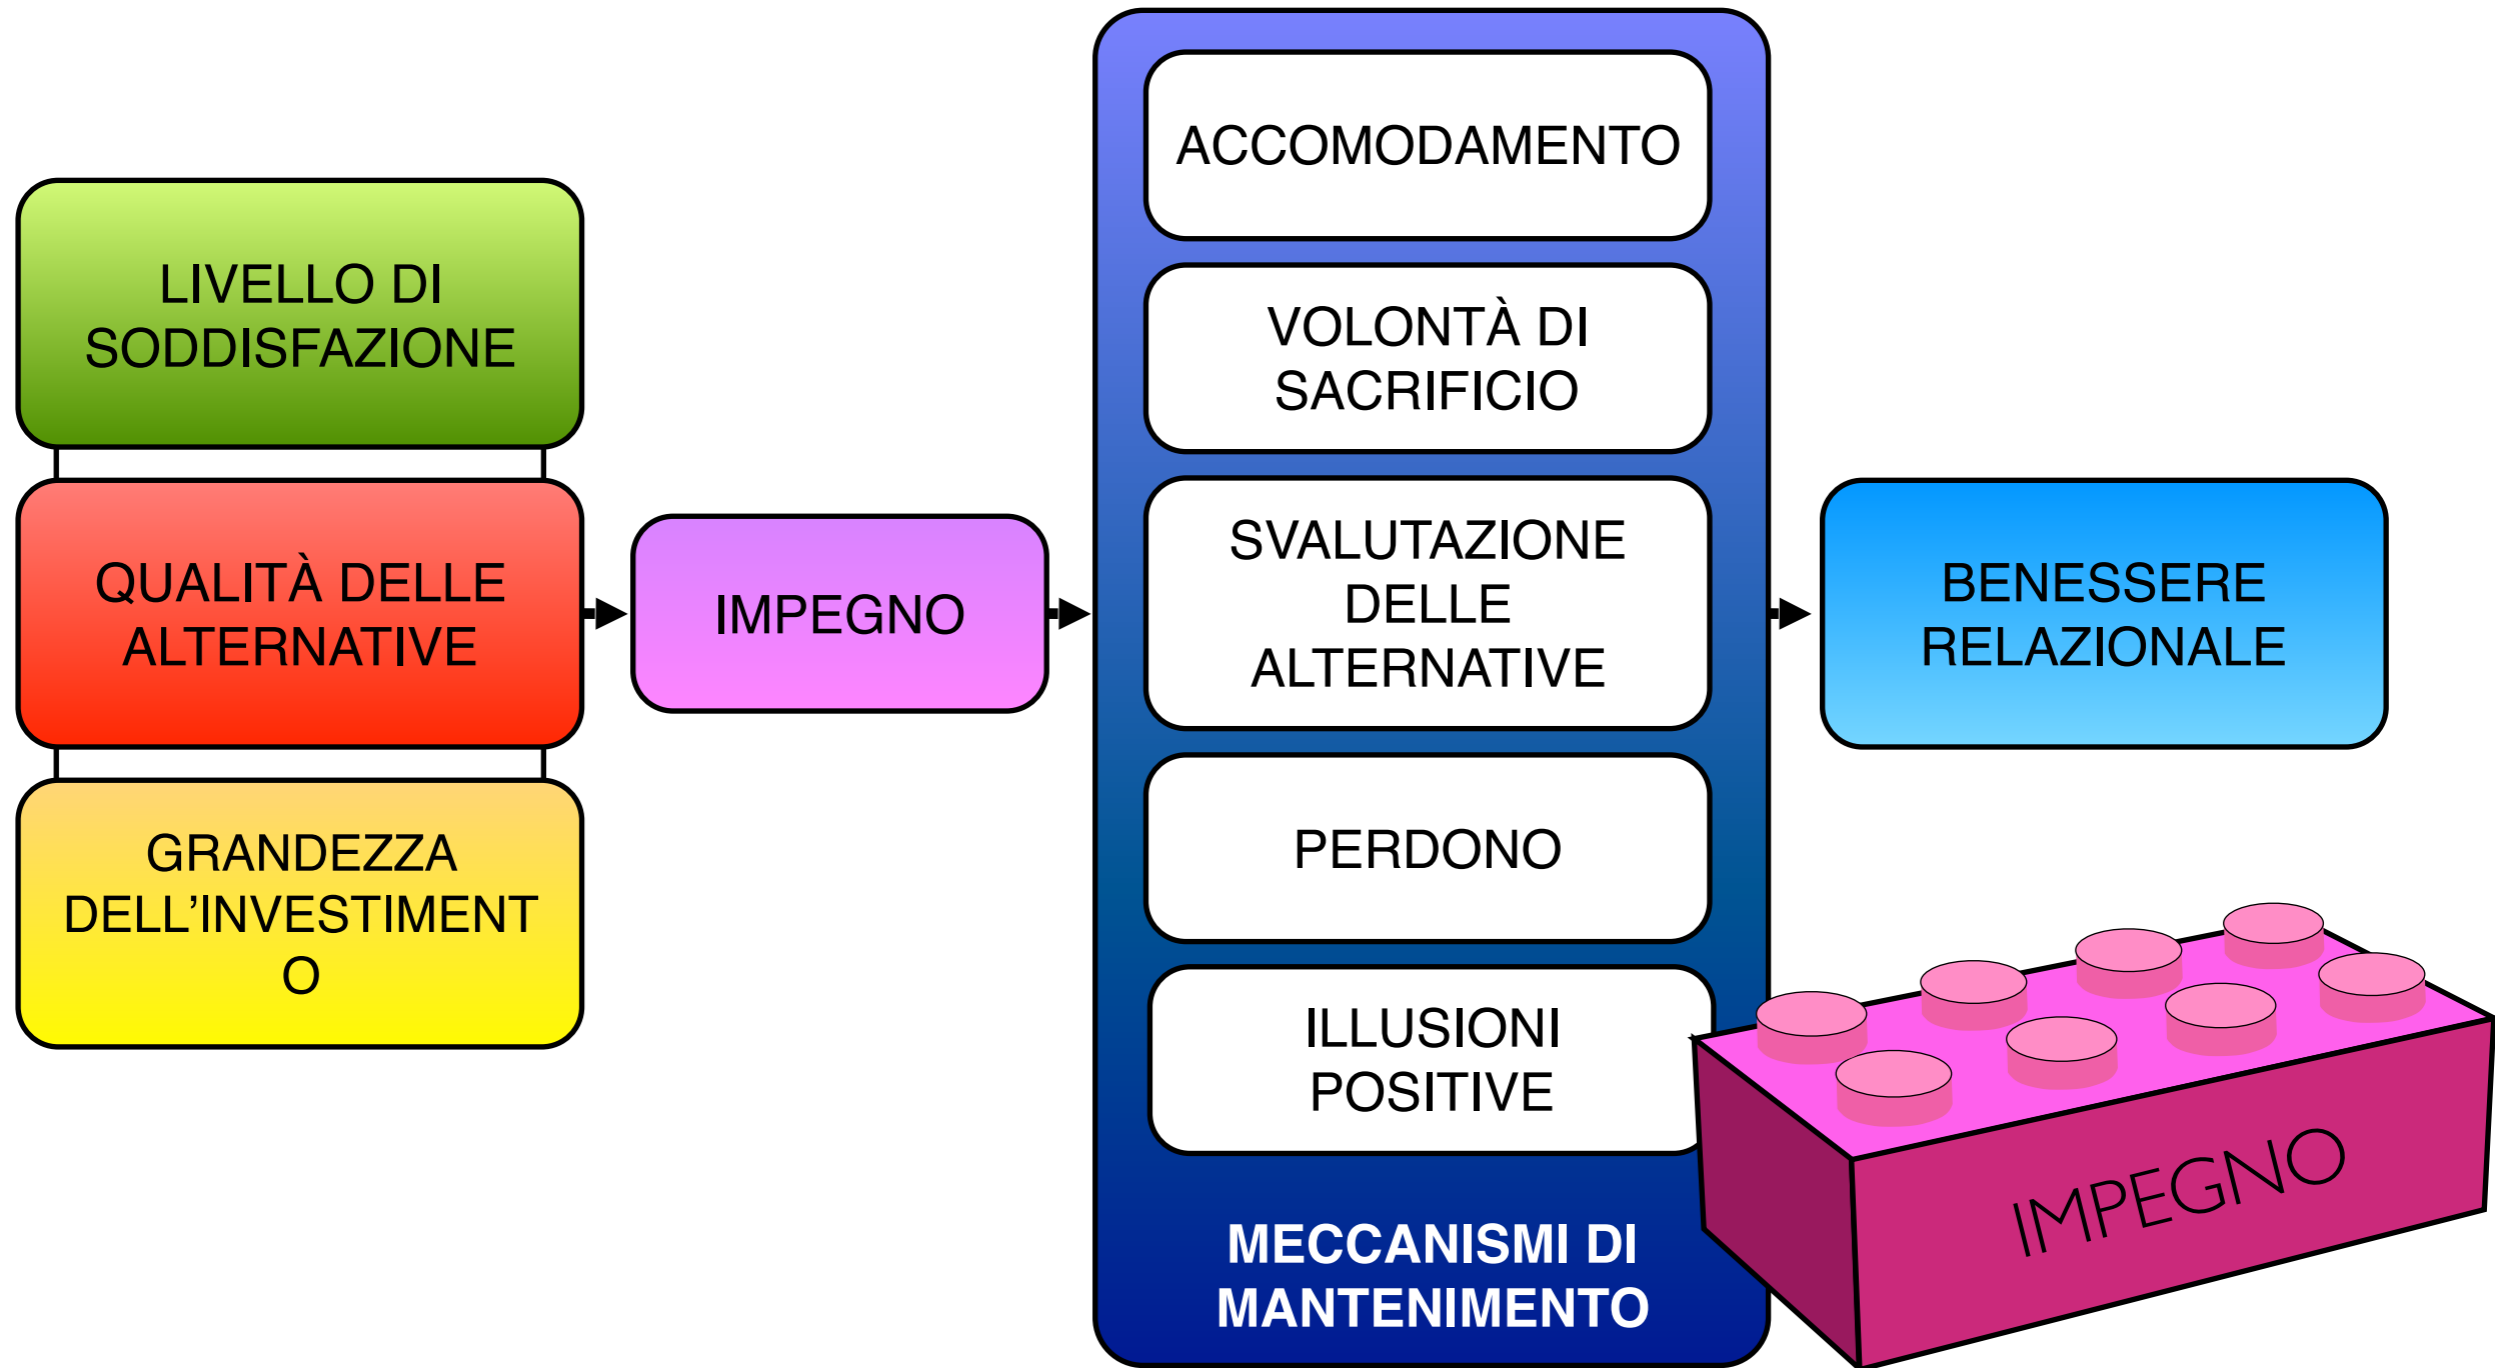 LIVELLO DI
SODDISFAZIONE
QUALITÀ DELLE
ALTERNATIVE
GRANDEZZA
DELL’INVESTIMENT
O
IMPEGNO
ACCOMODAMENTO
VOLONTÀ DI
SACRIFICIO
SVALUTAZIONE
DELLE
ALTERNATIVE
PERDONO
ILLUSIONI
POSITIVE
MECCANISMI DI
MANTENIMENTO
BENESSERE
RELAZIONALE
IMPEGNO